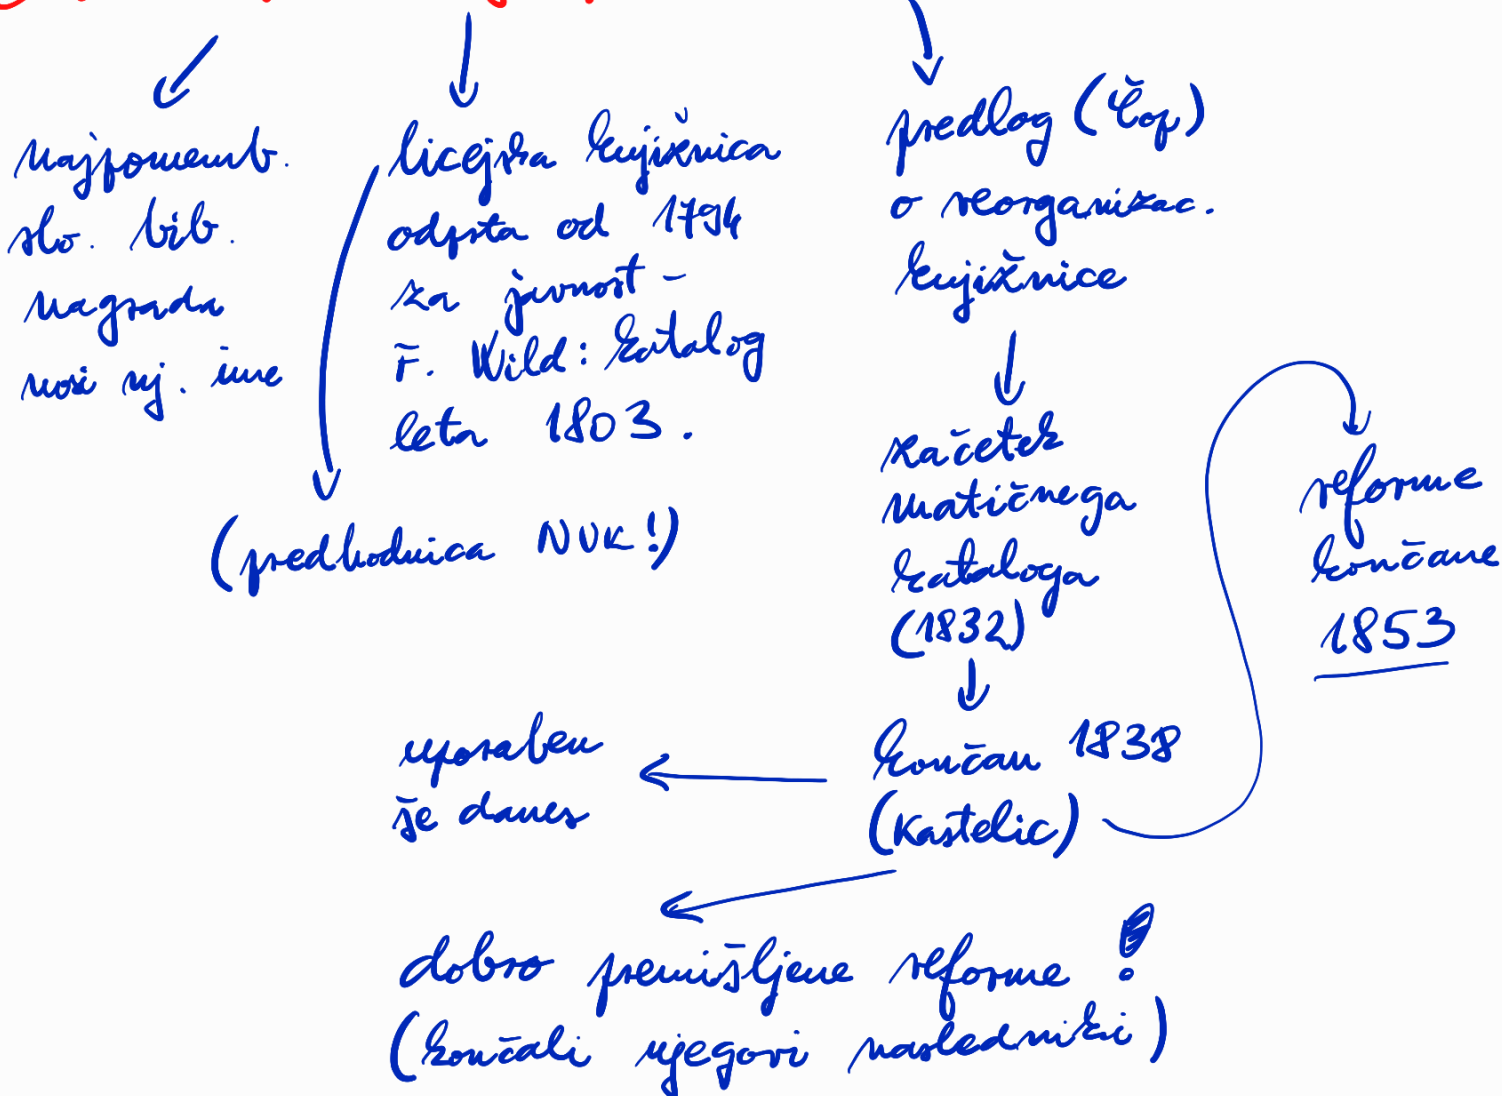 najpomemb.
slo. bib.
nagrada
nosi nj. ime
licejska knjižnica
odprta od 1794
za javnost -
F. Wild: katalog
leta 1803.
(predhodnica NUK!)
predlog (Čop)
o reorganizac.
knjižnice
začetek
matičnega
kataloga
(1832)
končan 1838
(Kastelic)
reforme
končane
1853
uporaben
še danes
dobro premišljene reforme !
(končali njegovi nasledniki)